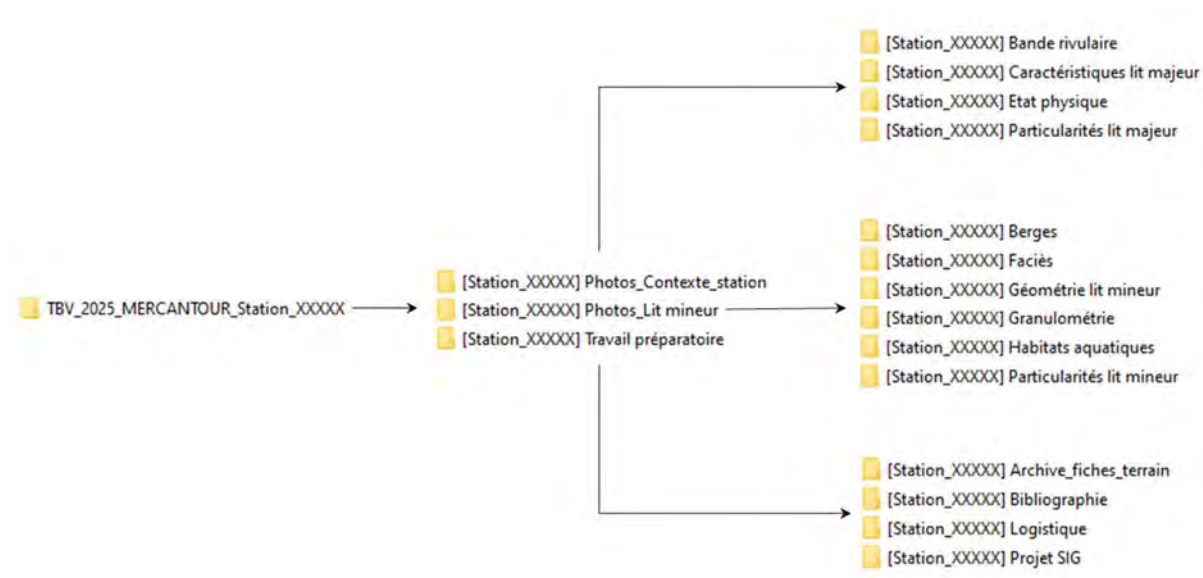 TBV_2025_MERCANTOUR_Station_XXXXX
[Station_XXXXX] Photos_Contexte_station
[Station_XXXXX] Photos_Lit mineur
[Station_XXXXX] Travail préparatoire
[Station_XXXXX] Bande rivulaire
[Station_XXXXX] Caractéristiques lit majeur
[Station_XXXXX] Etat physique
[Station_XXXXX] Particularités lit majeur
[Station_XXXXX] Berges
[Station_XXXXX] Faciès
[Station_XXXXX] Géométrie lit mineur
[Station_XXXXX] Granulométrie
[Station_XXXXX] Habitats aquatiques
[Station_XXXXX] Particularités lit mineur
[Station_XXXXX] Archive_fiches_terrain
[Station_XXXXX] Bibliographie
[Station_XXXXX] Logistique
[Station_XXXXX] Projet SIG